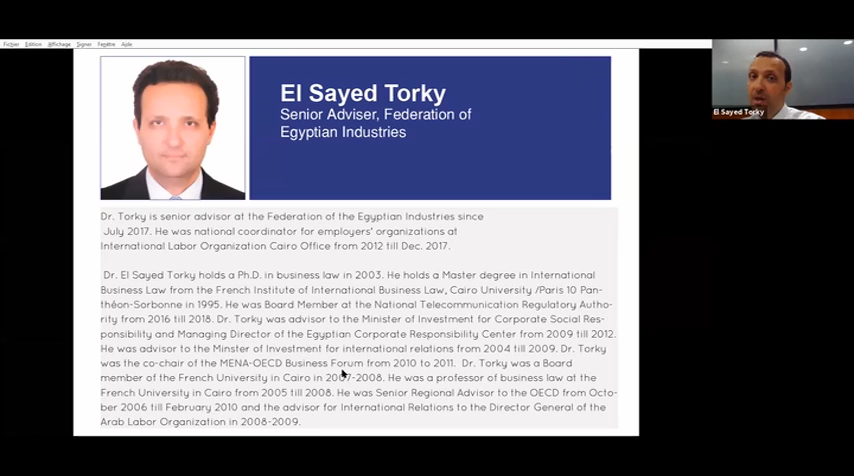 Fichier Edition Affichage Signer Fenêtre Aide
El Sayed Torky
Senior Adviser, Federation of
Egyptian Industries
El Sayed Torky
Dr. Torky is senior advisor at the Federation of the Egyptian Industries since
July 2017. He was national coordinator for employers' organizations at
International Labor Organization Cairo Office from 2012 till Dec. 2017.
Dr. El Sayed Torky holds a Ph.D. in business law in 2003. He holds a Master degree in International
Business Law from the French Institute of International Business Law, Cairo University /Paris 10 Pan-
théon-Sorbonne in 1995. He was Board Member at the National Telecommunication Regulatory Autho-
rity from 2016 till 2018. Dr. Torky was advisor to the Minister of Investment for Corporate Social Res-
ponsibility and Managing Director of the Egyptian Corporate Responsibility Center from 2009 till 2012.
He was advisor to the Minster of Investment for international relations from 2004 till 2009. Dr. Torky
was the co-chair of the MENA-OECD Business Forum from 2010 to 2011. Dr. Torky was a Board
member of the French University in Cairo in 2007-2008. He was a professor of business law at the
French University in Cairo from 2005 till 2008. He was Senior Regional Advisor to the OECD from Octo-
ber 2006 till February 2010 and the advisor for International Relations to the Director General of the
Arab Labor Organization in 2008-2009.